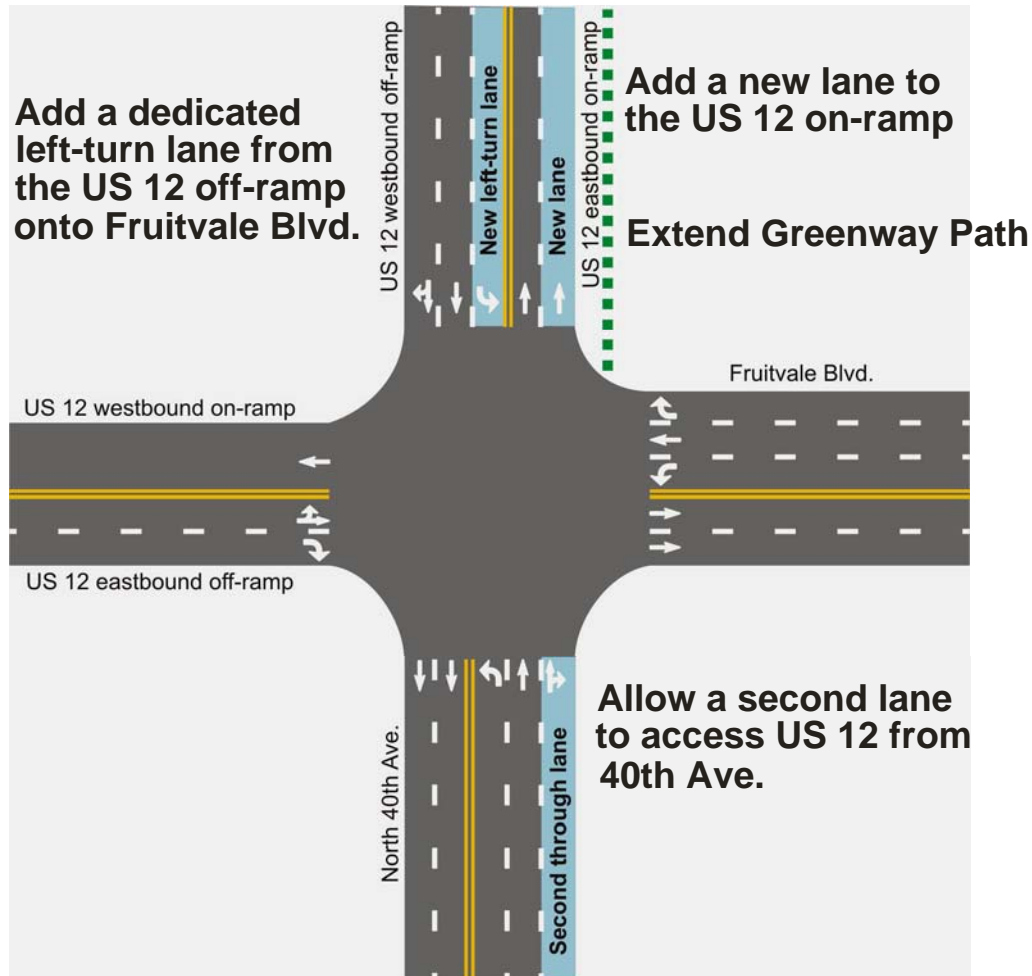 Add a dedicated
left-turn lane from
the US 12 off-ramp
onto Fruitvale Blvd.
US 12 westbound off-ramp
New left-turn lane
New lane
US 12 eastbound on-ramp
Add a new lane to
the US 12 on-ramp
Extend Greenway Path
Fruitvale Blvd.
US 12 westbound on-ramp
US 12 eastbound off-ramp
North 40th Ave.
Second through lane
Allow a second lane
to access US 12 from
40th Ave.